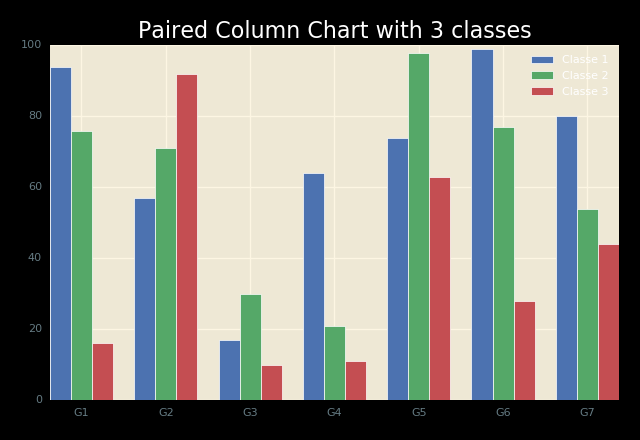 Paired Column Chart with 3 classes
100
80
60
40
20
0
Classe 1
Classe 2
Classe 3
G1 G2 G3 G4 G5 G6 G7